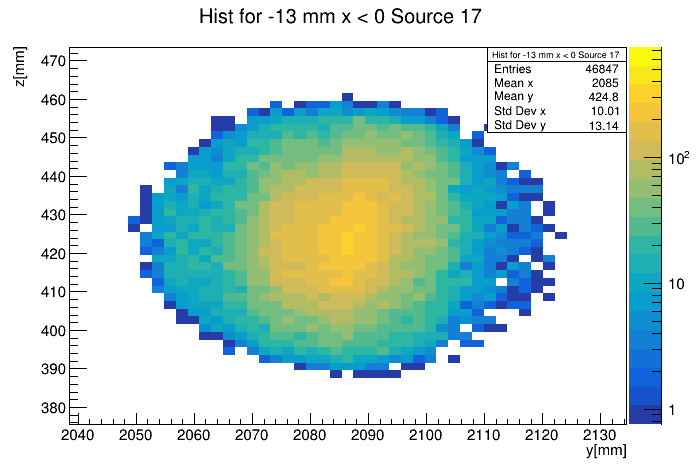 Hist for -13 mm x < 0 Source 17
z[mm]
Hist for -13 mm x < 0 Source 17
Entries 46847
Mean x 2085
Mean y 424.8
Std Dev x 10.01
Std Dev y 13.14
470
460
450
440
430
420
410
400
390
380
2040 2050 2060 2070 2080 2090 2100 2110 2120 2130
y[mm]
10²
10
1